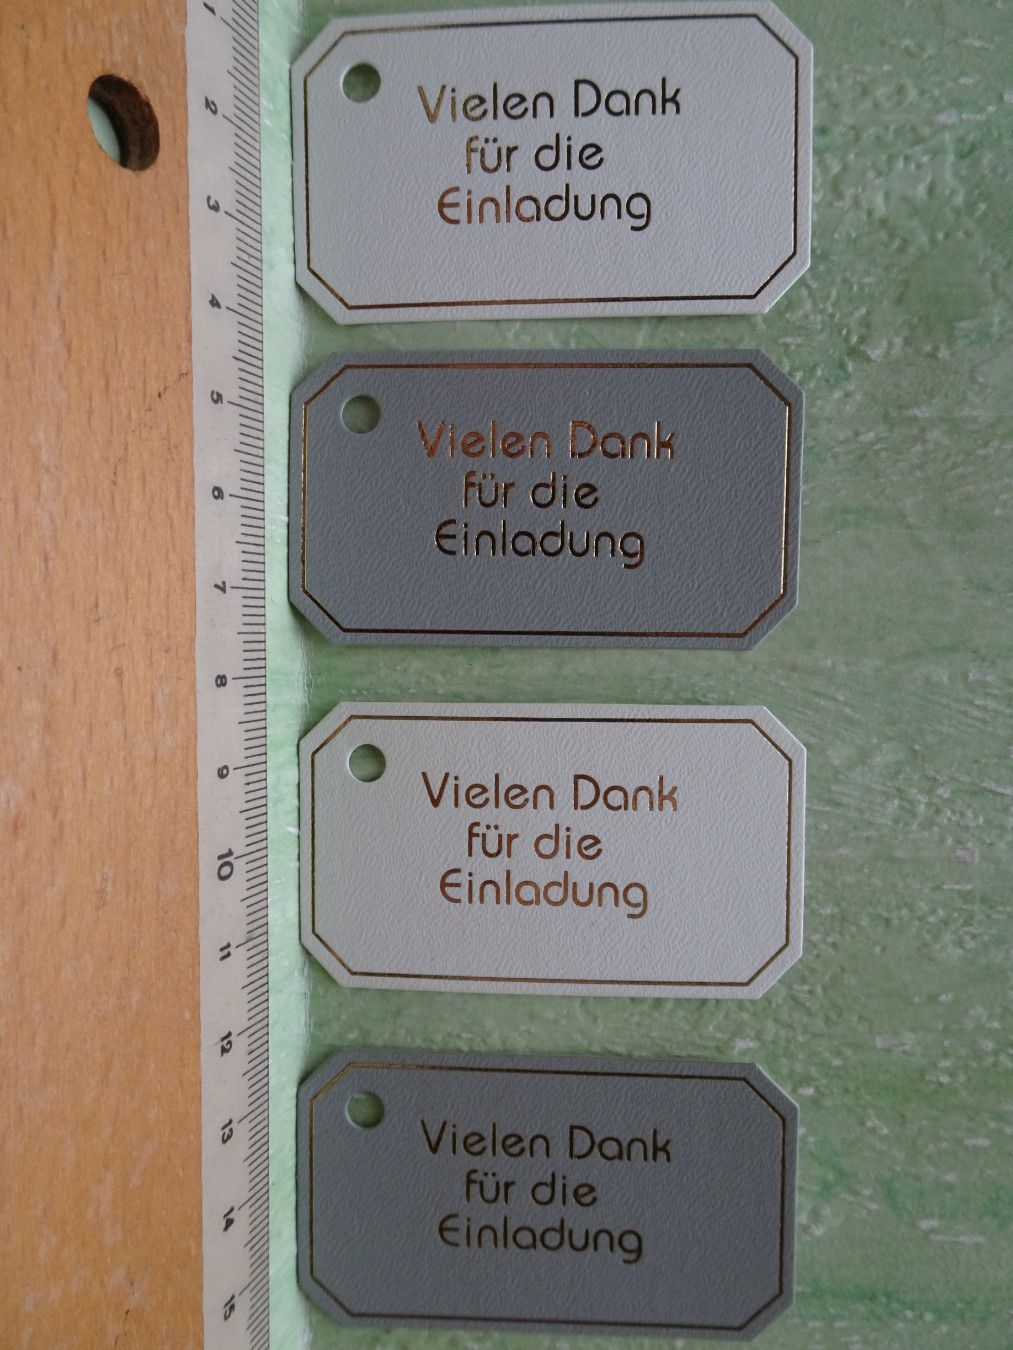 1
2
3
4
5
6
7
8
9
10
11
12
13
14
15
Vielen Dank
für die
Einladung
Vielen Dank
für die
Einladung
Vielen Dank
für die
Einladung
Vielen Dank
für die
Einladung